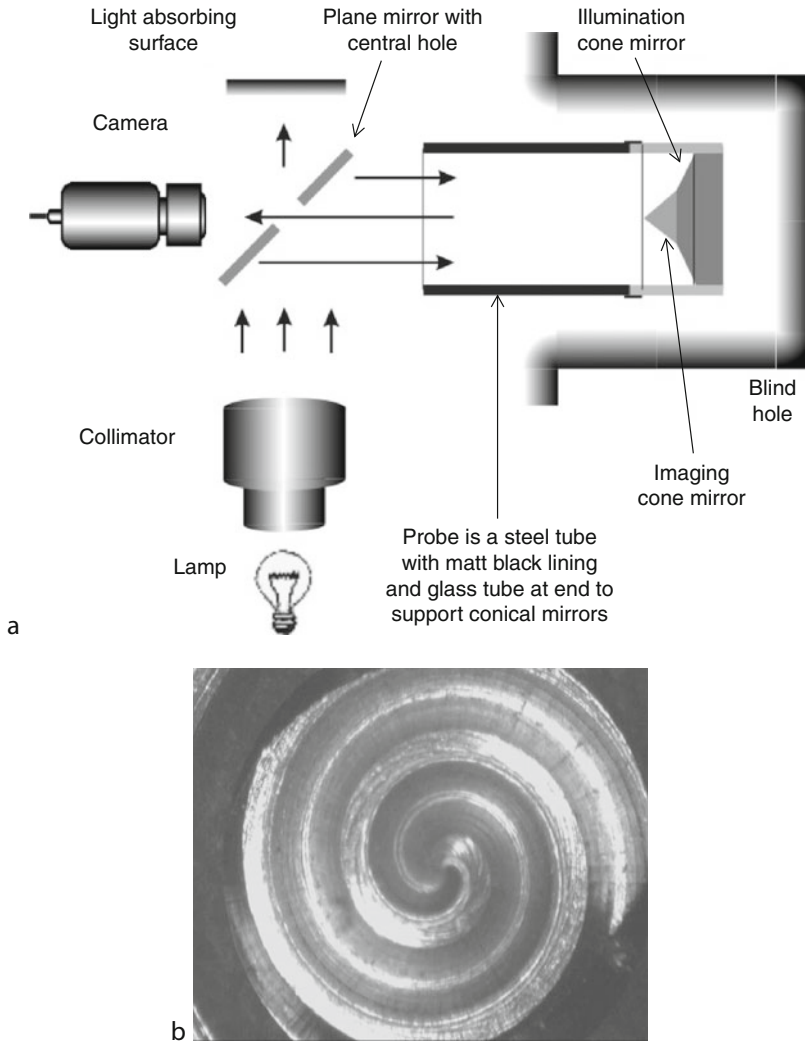 Light absorbing
surface
Plane mirror with
central hole
Illumination
cone mirror
Camera
Collimator
Blind
hole
Imaging
cone mirror
Lamp
Probe is a steel tube
with matt black lining
and glass tube at end to
support conical mirrors
a
b